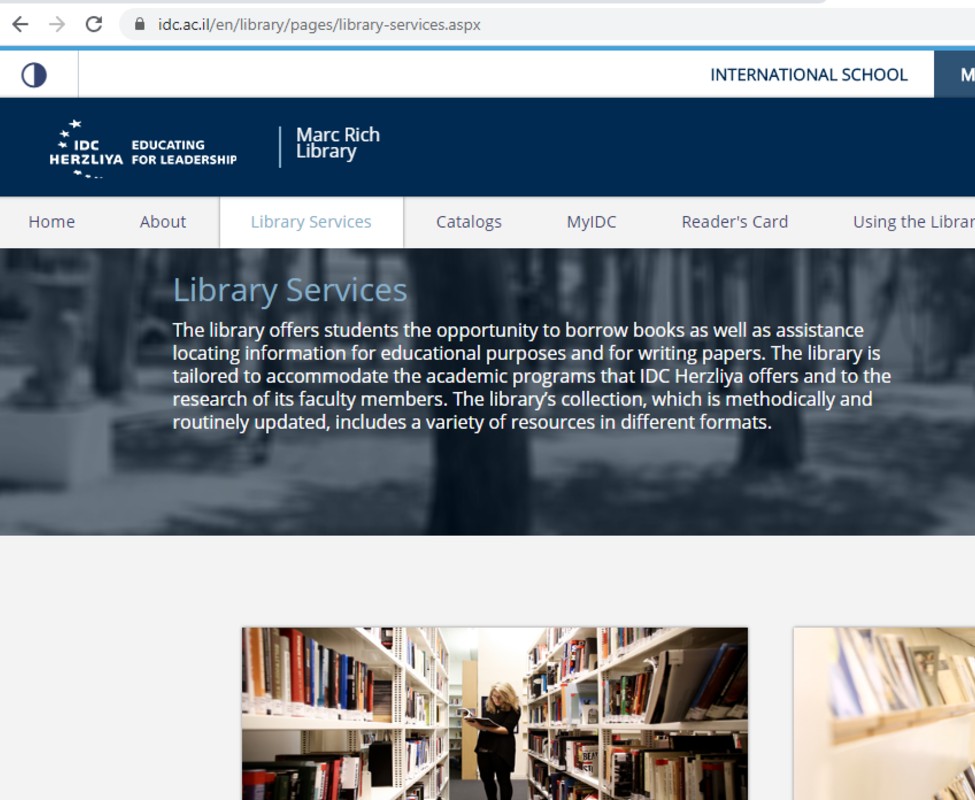 idc.ac.il/en/library/pages/library-services.aspx
INTERNATIONAL SCHOOL
M
IDC
HERZLIYA
EDUCATING
FOR LEADERSHIP
Marc Rich
Library
Home About Library Services Catalogs MyIDC Reader's Card Using the Librar
Library Services
The library offers students the opportunity to borrow books as well as assistance
locating information for educational purposes and for writing papers. The library is
tailored to accommodate the academic programs that IDC Herzliya offers and to the
research of its faculty members. The library’s collection, which is methodically and
routinely updated, includes a variety of resources in different formats.